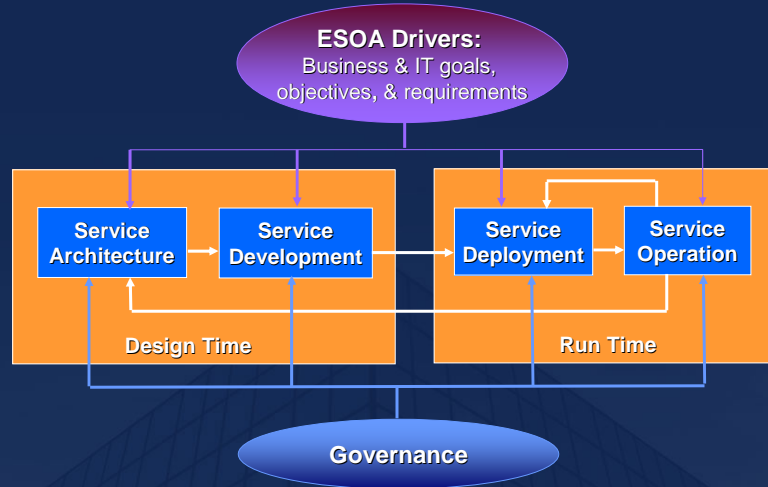 ESOA Drivers:
Business & IT goals,
objectives, & requirements
Service
Architecture
Service
Development
Service
Deployment
Service
Operation
Design Time
Run Time
Governance